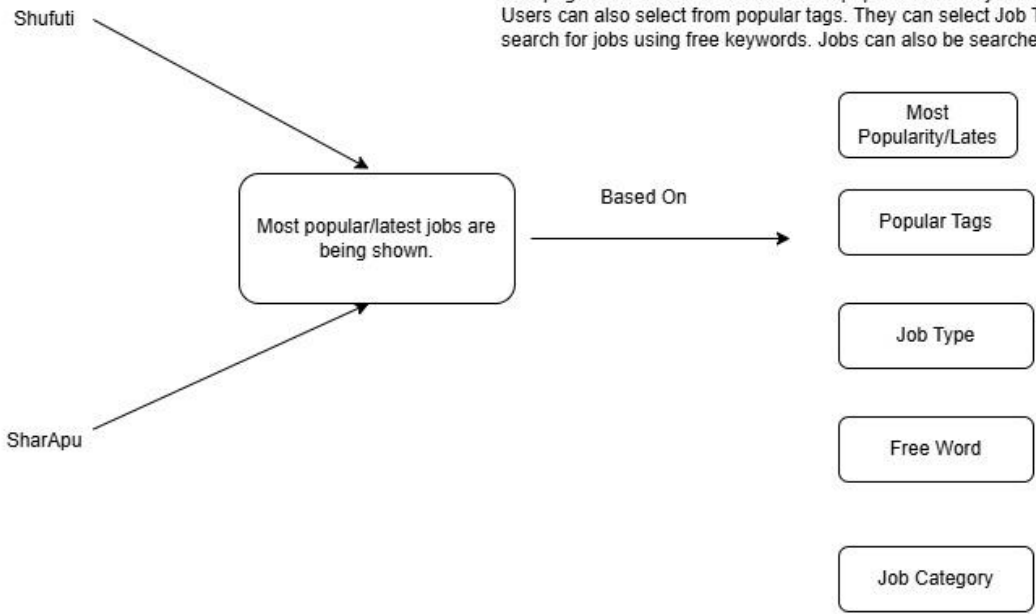 Shufuti
Users can also select from popular tags. They can select Job T
search for jobs using free keywords. Jobs can also be searche
Most
Popularity/Lates
Based On
Popular Tags
Most popular/latest jobs are
being shown.
Job Type
SharApu
Free Word
Job Category